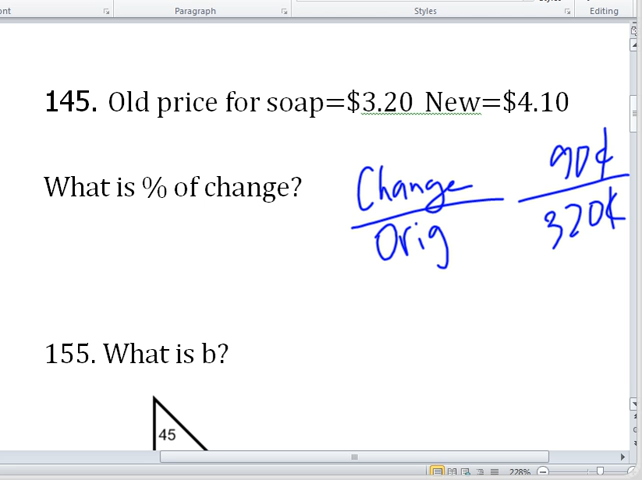 Paragraph
Styles
Editing
145. Old price for soap=$3.20 New=$4.10
What is % of change?
Change
Orig
90¢
320¢
155. What is b?
45
228%